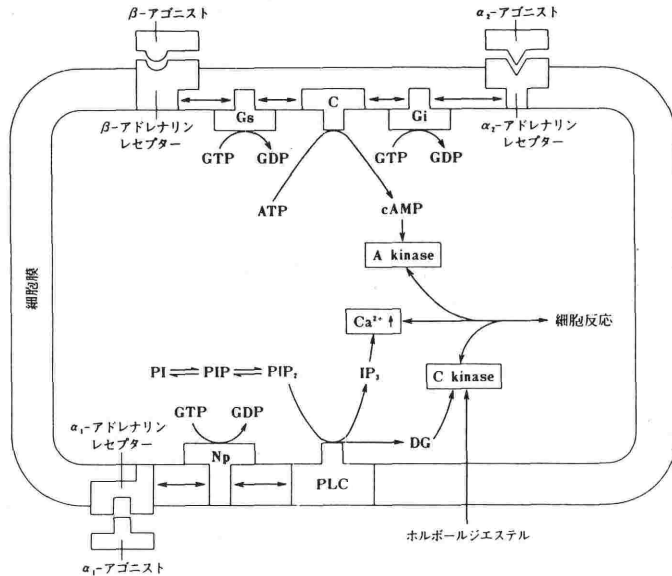 β-アゴニスト
α₂-アゴニスト
C
Gs
Gi
β-アドレナリン
レセプター
α₂-アドレナリン
レセプター
GTP
GDP
GTP
GDP
ATP
cAMP
A kinase
細胞膜
Ca²⁺ ↑
細胞反応
PI ⇌ PIP ⇌ PIP₂
IP₃
C kinase
α₁-アドレナリン
レセプター
GTP
GDP
DG
Np
PLC
ホルボールジエステル
α₁-アゴニスト